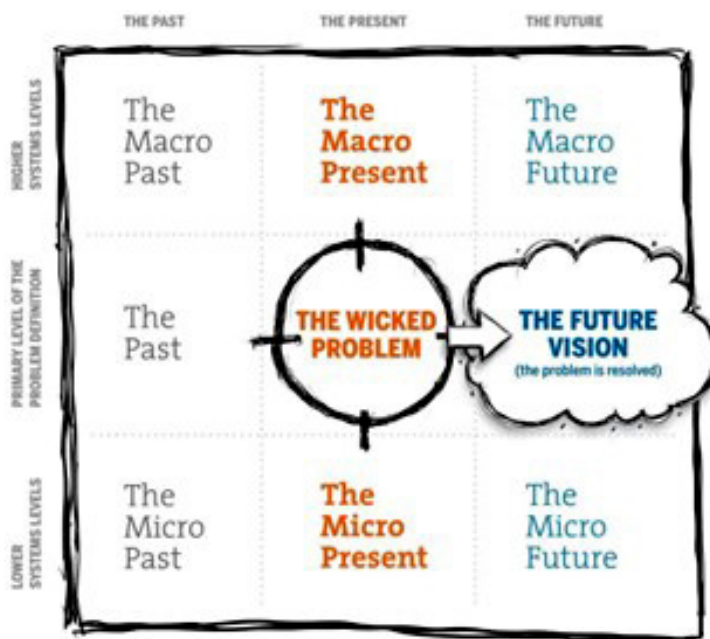 THE PAST
THE PRESENT
THE FUTURE
HIGHER
SYSTEMS LEVELS
The
Macro
Past
The
Macro
Present
The
Macro
Future
PRIMARY LEVEL OF THE
PROBLEM DEFINITION
The
Past
THE WICKED
PROBLEM
THE FUTURE
VISION
(the problem is resolved)
LOWER
SYSTEMS LEVELS
The
Micro
Past
The
Micro
Present
The
Micro
Future